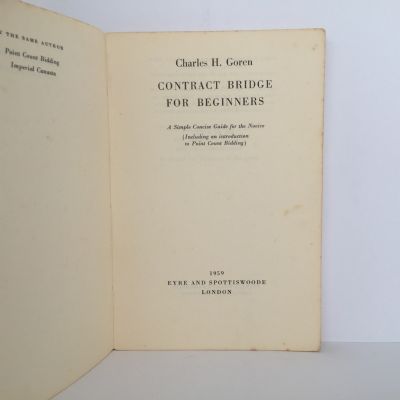 THE SAME AUTHOR
Point Count Bidding
Imperial Canasta
Charles H. Goren
CONTRACT BRIDGE
FOR BEGINNERS
A Simple Concise Guide for the Novice
(Including an introduction
to Point Count Bidding)
1959
EYRE AND SPOTTISWOODE
LONDON